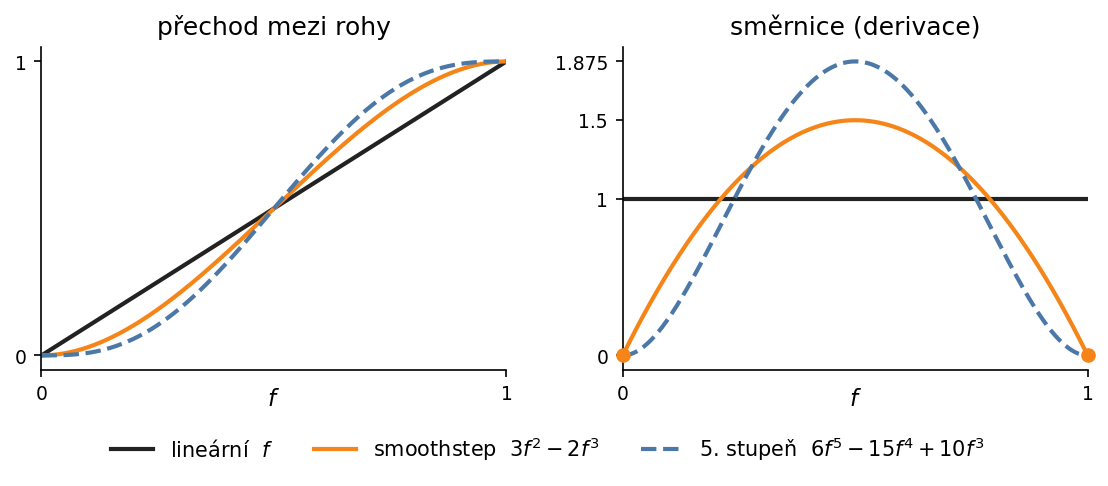 přechod mezi rohy
1
0
0
f
1
směrnice (derivace)
1.875
1.5
1
0
0
f
1
lineární f
smoothstep 3f² − 2f³
5. stupeň 6f⁵ − 15f⁴ + 10f³